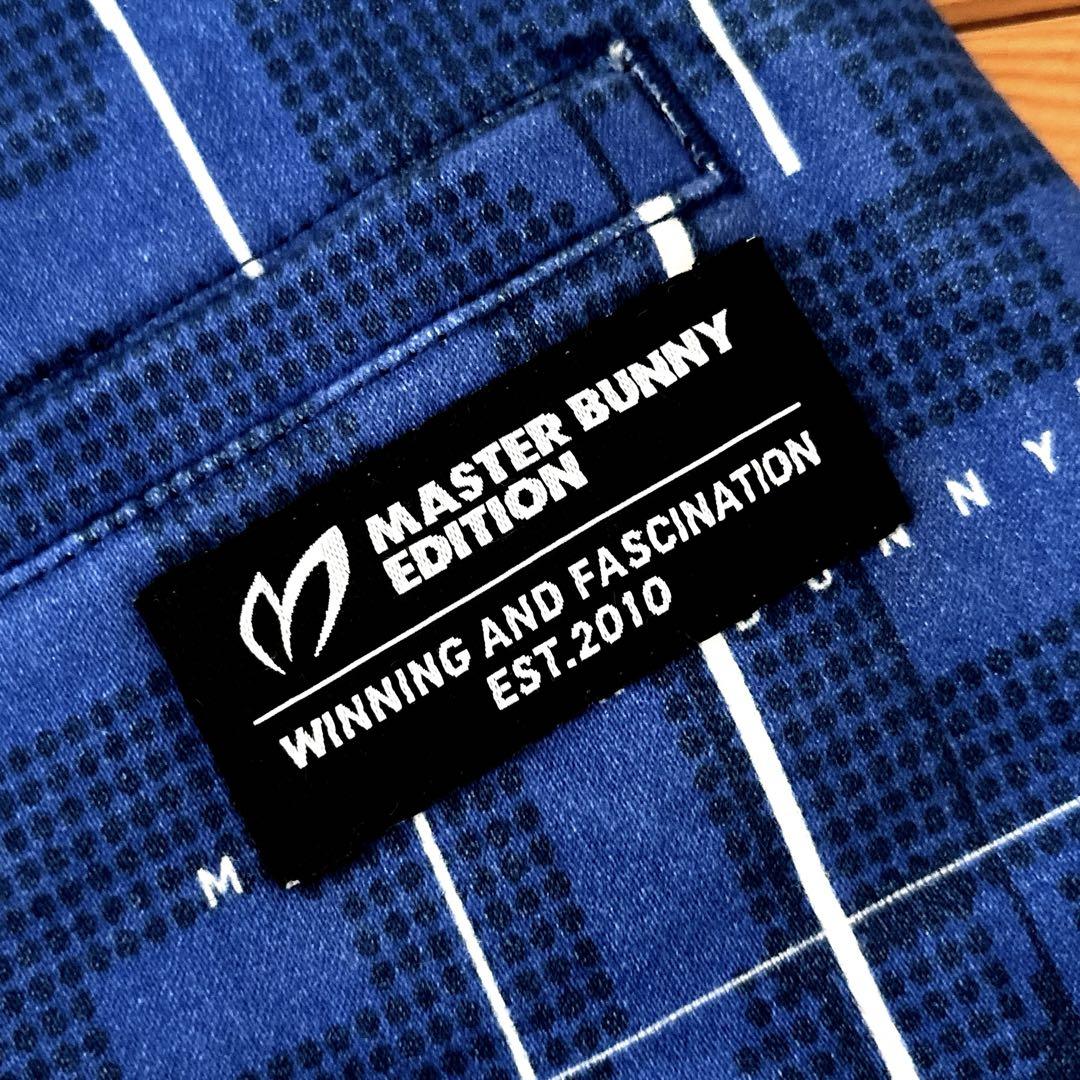 MASTER BUNNY
EDITION
WINNING AND FASCINATION
EST.2010